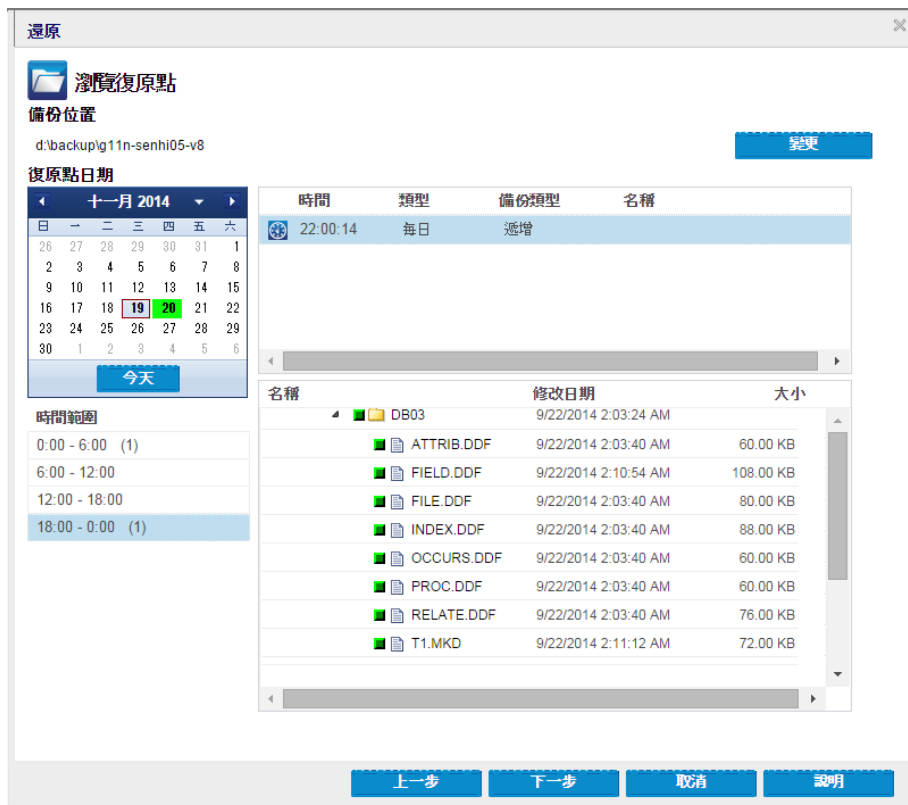 還原
瀏覽復原點
備份位置
d:\backup\g11n-senhi05-v8
變更
復原點日期
十一月 2014
日 一 二 三 四 五 六
26 27 28 29 30 31 1
2 3 4 5 6 7 8
9 10 11 12 13 14 15
16 17 18 19 20 21 22
23 24 25 26 27 28 29
30 1 2 3 4 5 6
今天
時間範圍
0:00 - 6:00 (1)
6:00 - 12:00
12:00 - 18:00
18:00 - 0:00 (1)
時間 類型 備份類型 名稱
22:00:14 每日 遞增
名稱 修改日期 大小
DB03 9/22/2014 2:03:24 AM
ATTRIB.DDF 9/22/2014 2:03:40 AM 60.00 KB
FIELD.DDF 9/22/2014 2:10:54 AM 108.00 KB
FILE.DDF 9/22/2014 2:03:40 AM 80.00 KB
INDEX.DDF 9/22/2014 2:03:40 AM 88.00 KB
OCCURS.DDF 9/22/2014 2:03:40 AM 60.00 KB
PROC.DDF 9/22/2014 2:03:40 AM 60.00 KB
RELATE.DDF 9/22/2014 2:03:40 AM 76.00 KB
T1.MKD 9/22/2014 2:11:12 AM 72.00 KB
上一步 下一步 取消 說明